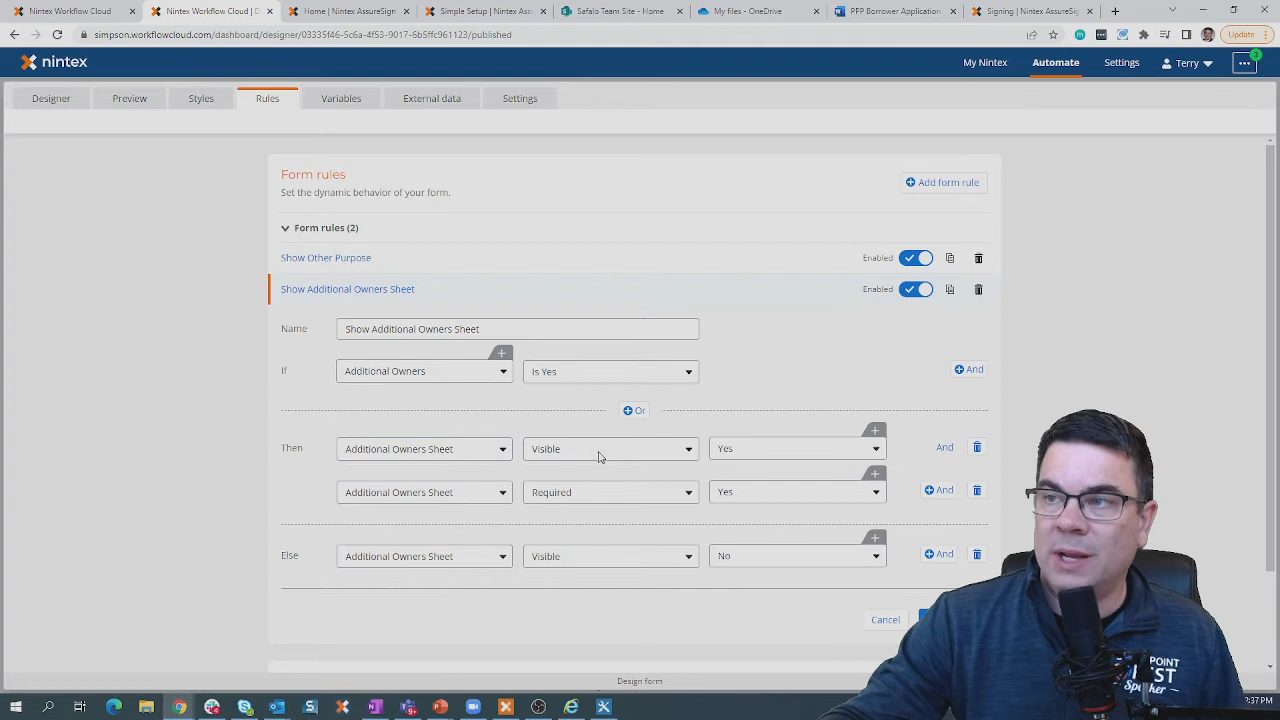 Nintex Workflow Cloud
Nintex Workflow Cloud | D
Home | Nintex AssureSign
Simple Setup | Nintex Ass
Safalo Team Site - Home
My files - OneDrive
PPP Borrower Application
Signing | Nintex AssureSi
simpson.workflowcloud.com/dashboard/designer/03335f46-5c6a-4f53-9017-6b5ffc961123/published
Update
nintex
My Nintex
Automate
Settings
Terry
3
Designer
Preview
Styles
Rules
Variables
External data
Settings
Form rules
Set the dynamic behavior of your form.
Add form rule
Form rules (2)
Show Other Purpose
Enabled
Show Additional Owners Sheet
Enabled
Name
Show Additional Owners Sheet
If
Additional Owners
Is Yes
And
Or
Then
Additional Owners Sheet
Visible
Yes
And
Additional Owners Sheet
Required
Yes
And
Else
Additional Owners Sheet
Visible
No
And
Cancel
Design form
Speaker
:37 PM